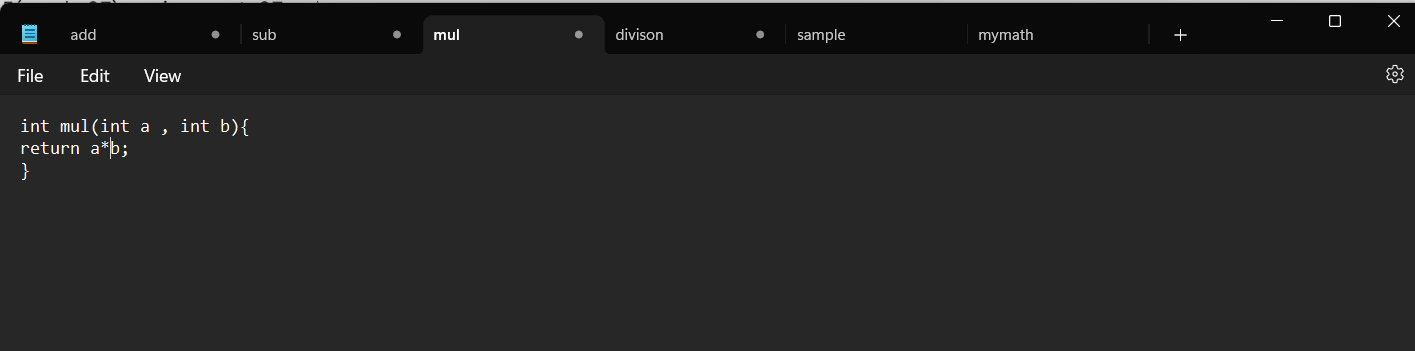 add
sub
mul
divison
sample
mymath
File Edit View
int mul(int a , int b){
return a*b;
}